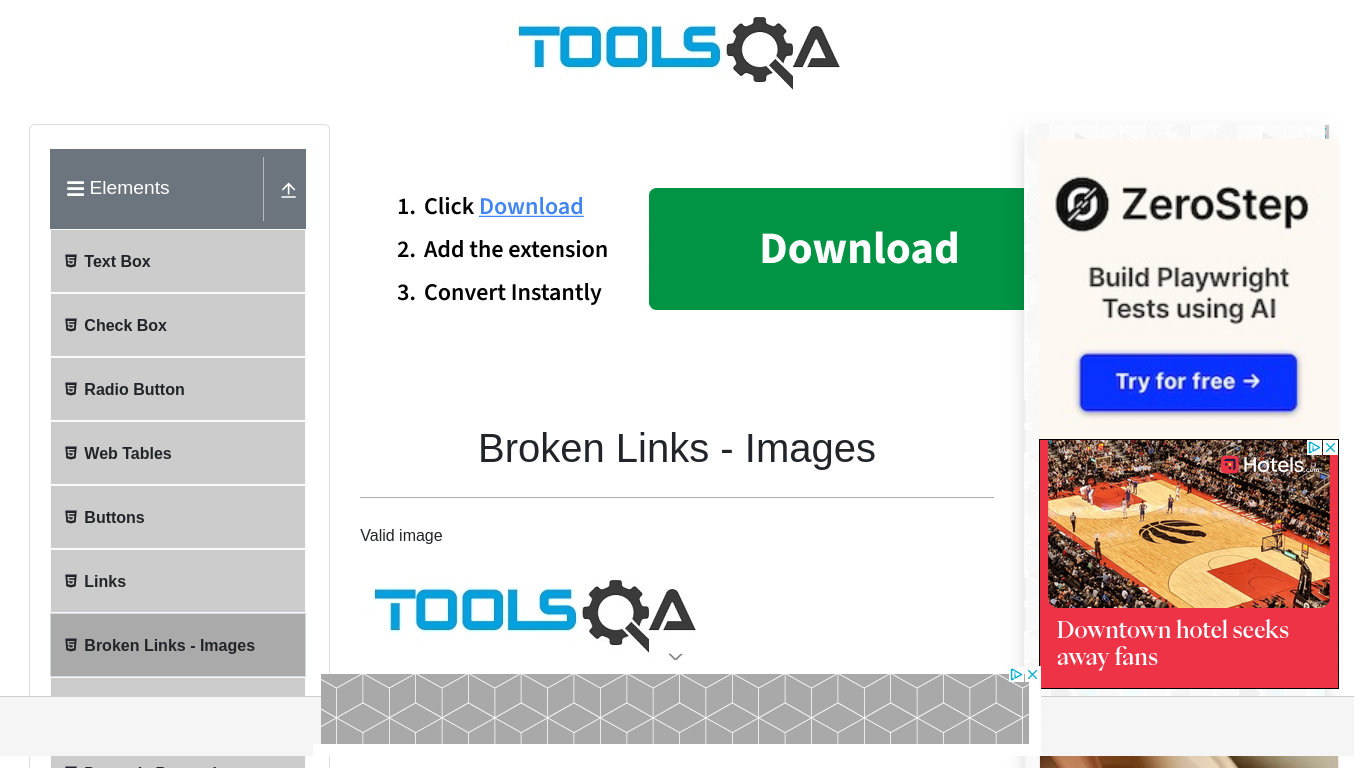 TOOLSQA
Elements
Text Box
Check Box
Radio Button
Web Tables
Buttons
Links
Broken Links - Images
1. Click Download
2. Add the extension
3. Convert Instantly
Download
Broken Links - Images
Valid image
TOOLSQA
ZeroStep
Build Playwright
Tests using AI
Try for free →
Hotels.com
Downtown hotel seeks
away fans